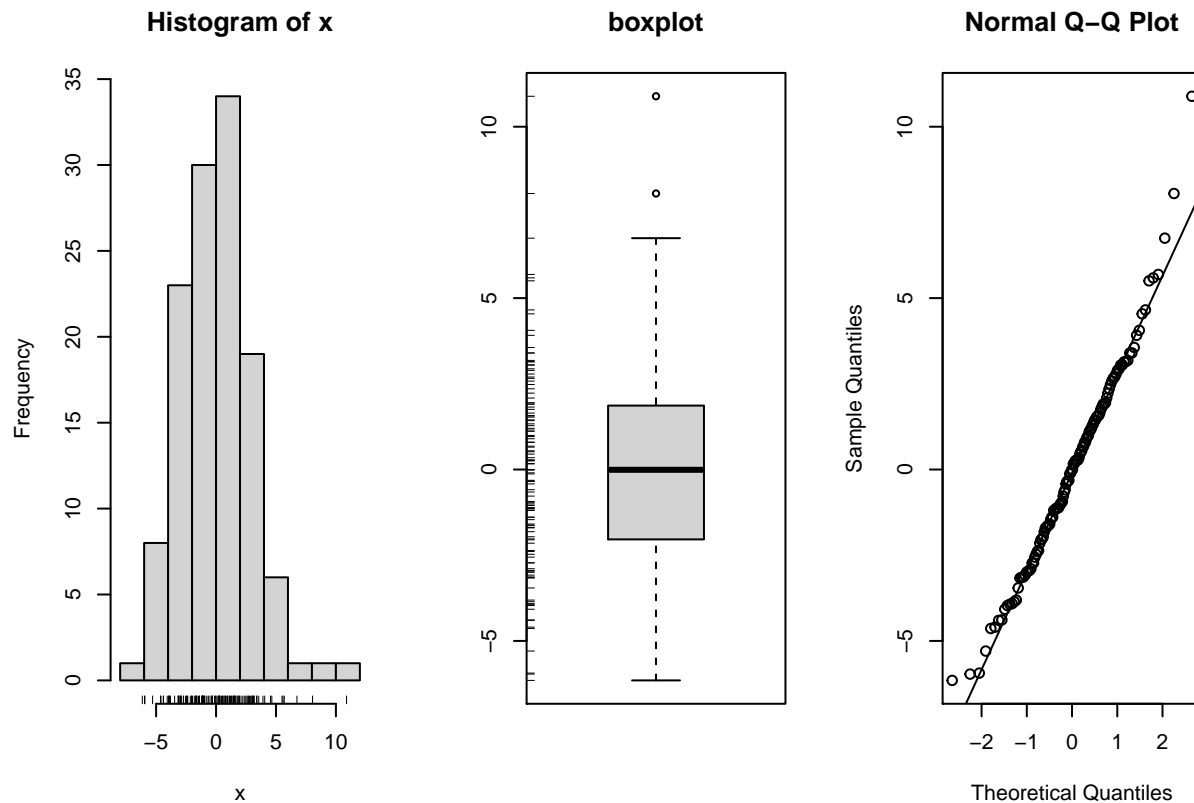 Histogram of x
Frequency
35
30
25
20
15
10
5
0
−5 0 5 10
x
boxplot
10
5
0
−5
Normal Q−Q Plot
Sample Quantiles
10
5
0
−5
−2 −1 0 1 2
Theoretical Quantiles